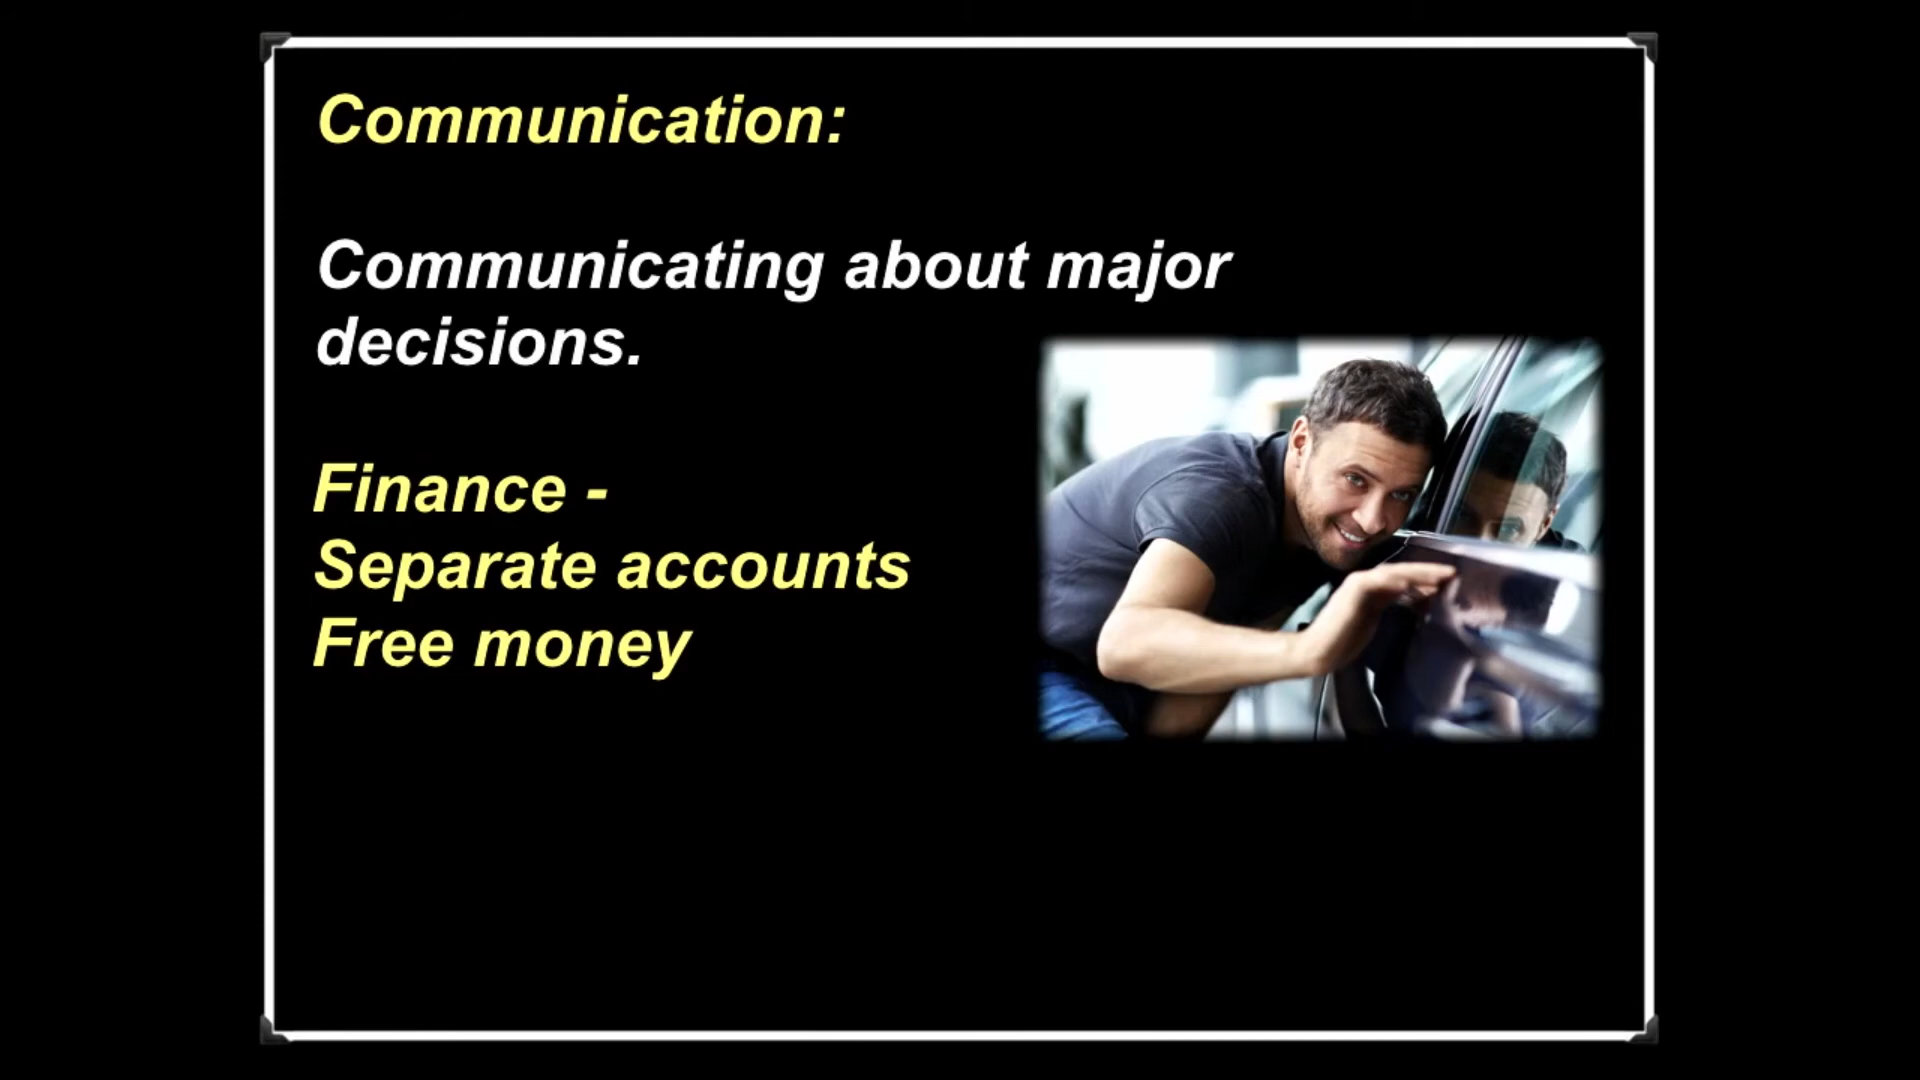 Communication:
Communicating about major
decisions.
Finance -
Separate accounts
Free money